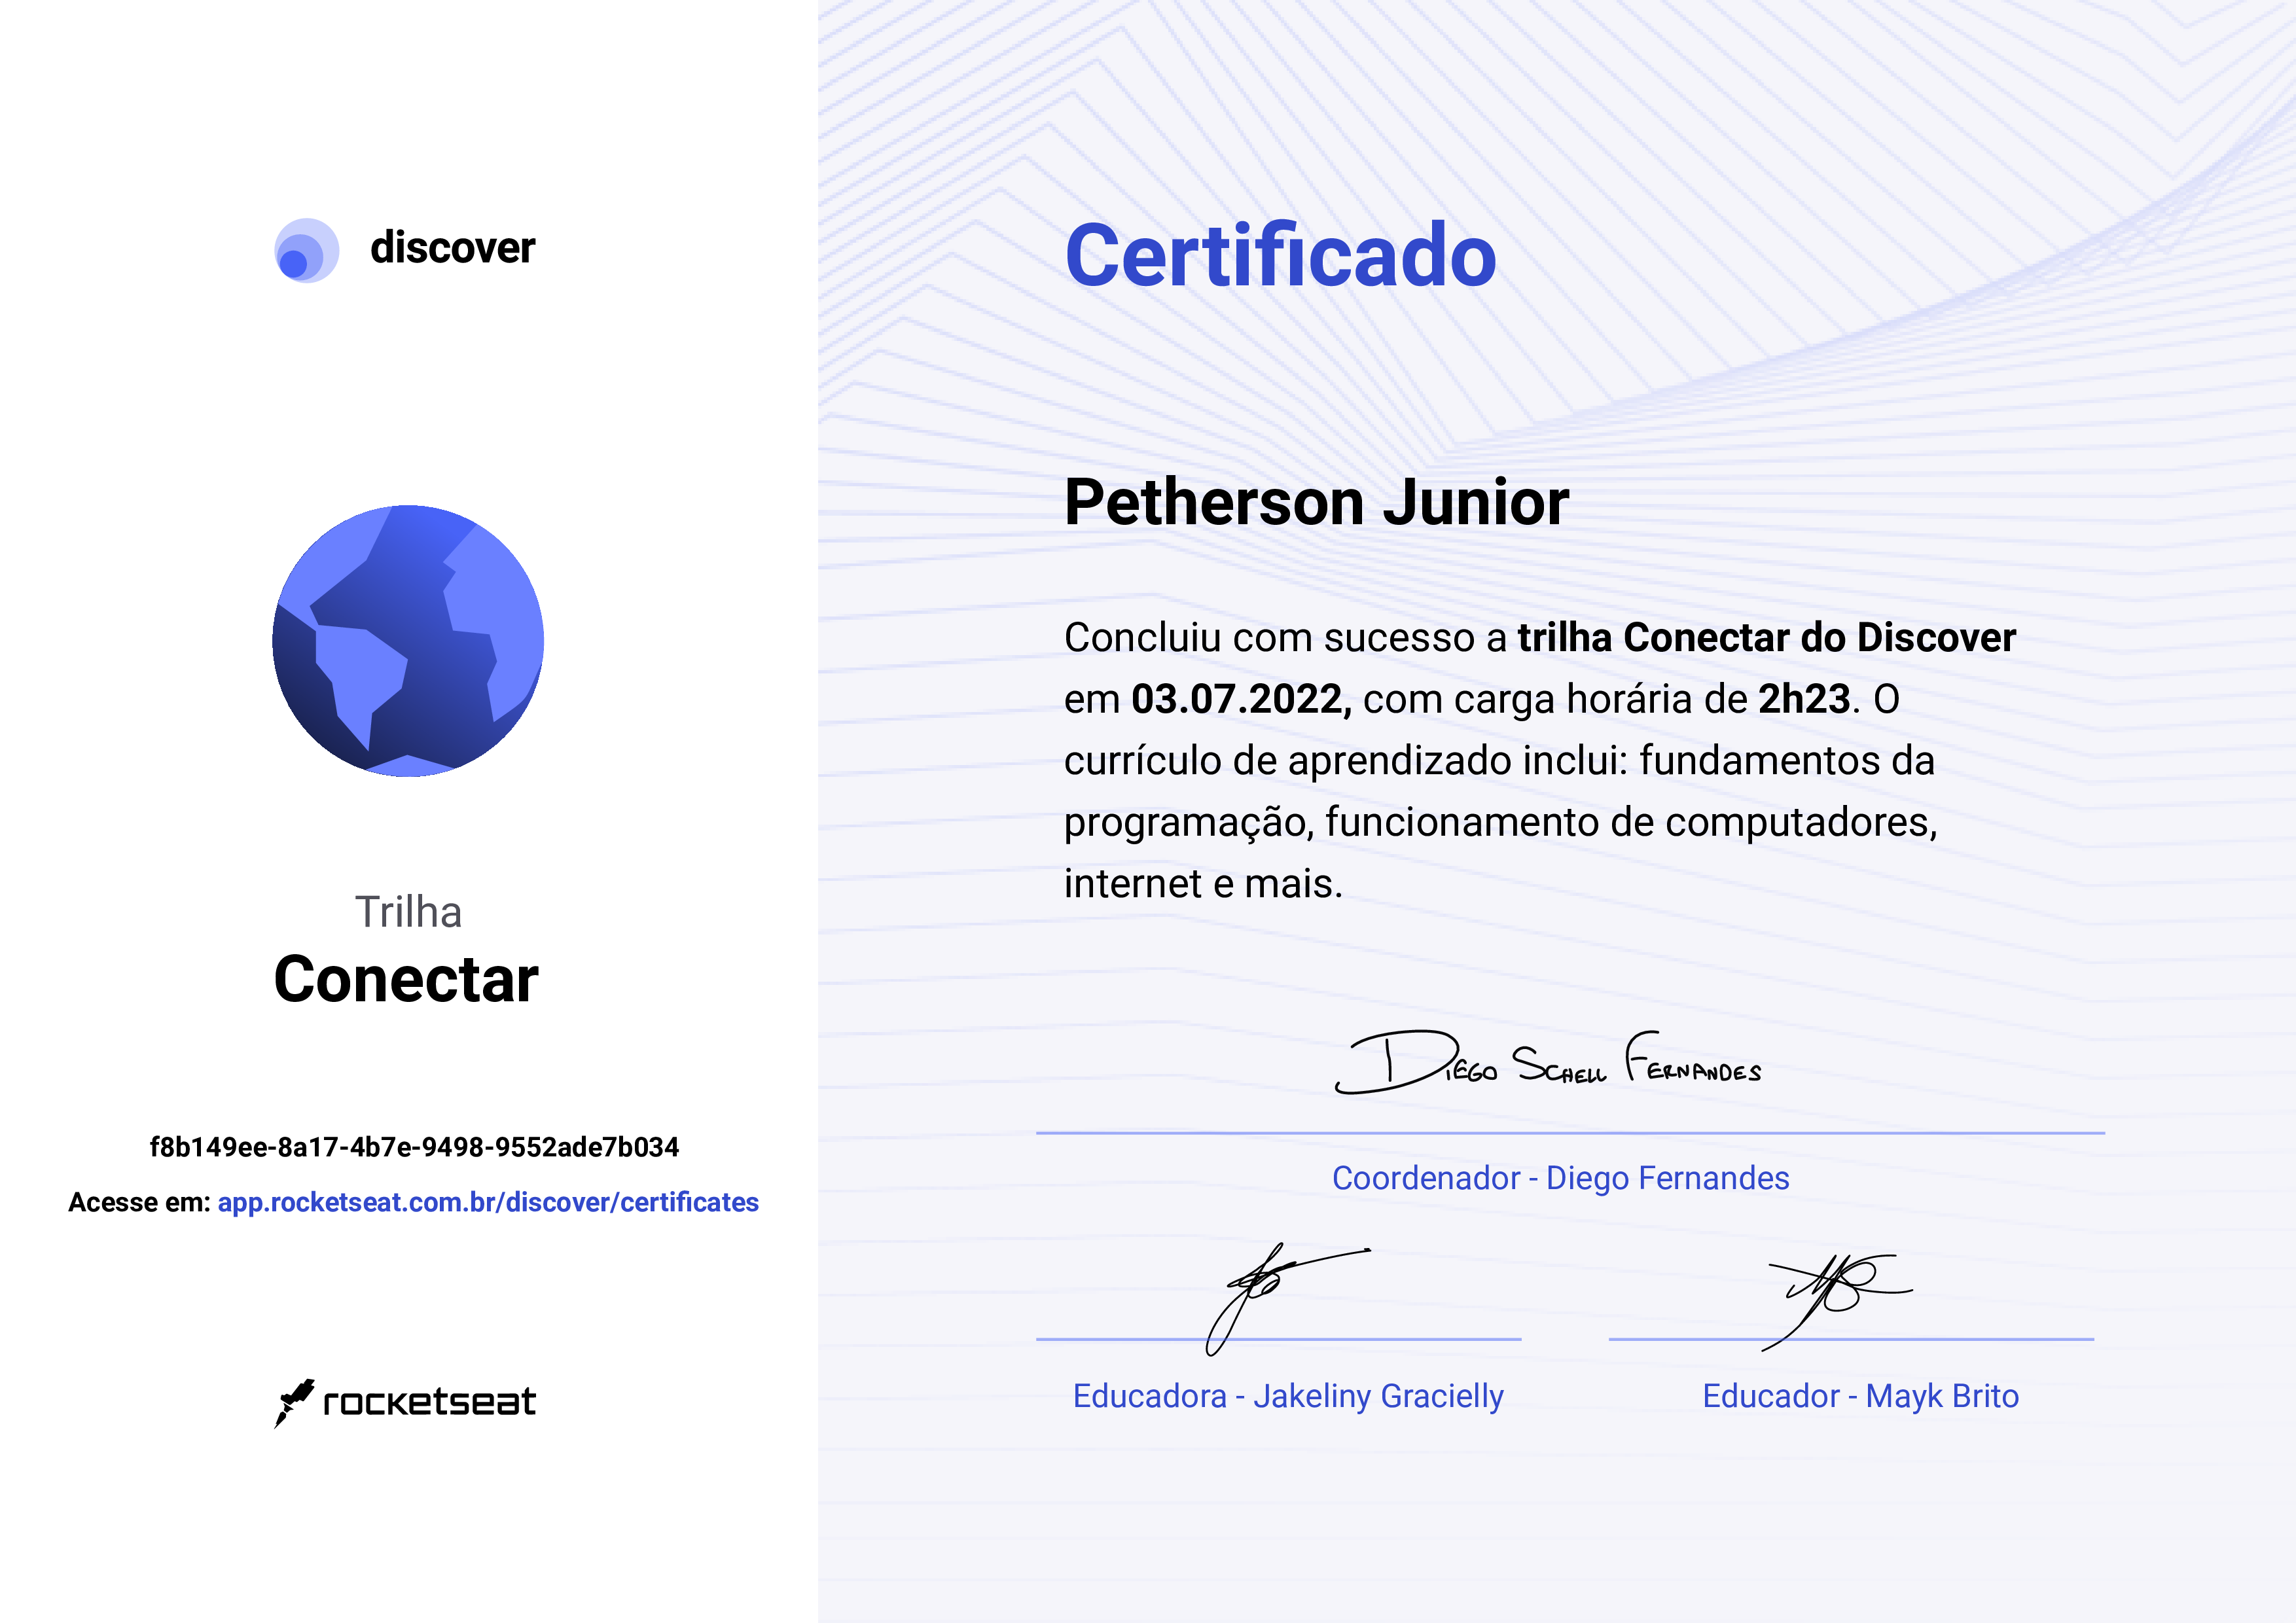 discover
Trilha
Conectar
f8b149ee-8a17-4b7e-9498-9552ade7b034
Acesse em: app.rocketseat.com.br/discover/certificates
rocketseat
Certificado
Petherson Junior
Concluiu com sucesso a trilha Conectar do Discover
em 03.07.2022, com carga horária de 2h23. O
currículo de aprendizado inclui: fundamentos da
programação, funcionamento de computadores,
internet e mais.
Diego Schell Fernandes
Coordenador - Diego Fernandes
Educadora - Jakeliny Gracielly
Educador - Mayk Brito